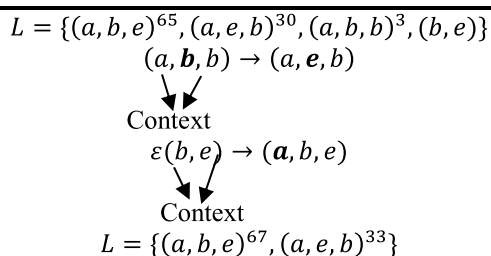 L = {(a, b, e)⁶⁵, (a, e, b)³⁰, (a, b, b)³, (b, e)}
(a, b, b) → (a, e, b)
Context
ε(b, e) → (a, b, e)
Context
L = {(a, b, e)⁶⁷, (a, e, b)³³}